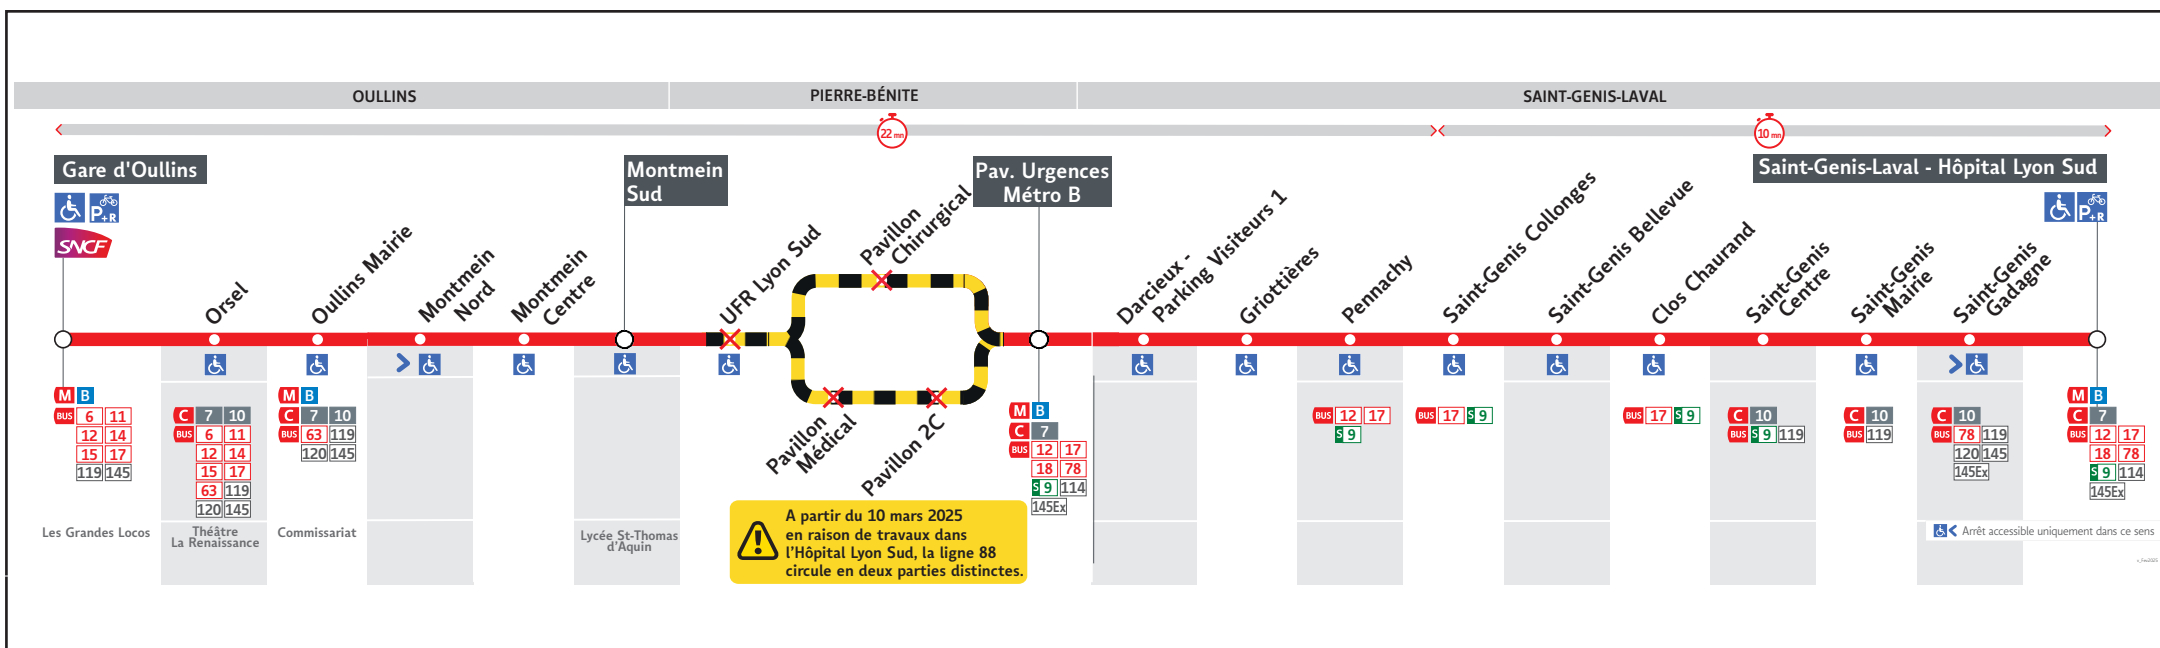 OULLINS
PIERRE-BÉNITE
SAINT-GENIS-LAVAL
22 mn
10 mn
Gare d'Oullins
P+R
SNCF
Orsel
Oullins Mairie
Montmein
Nord
Montmein
Centre
Montmein
Sud
UFR Lyon Sud
Pavillon
Chirurgical
Pavillon
Médical
Pavillon 2C
Pav. Urgences
Métro B
Darcieux -
Parking Visiteurs 1
Griottières
Pennachy
Saint-Genis Collonges
Saint-Genis Bellevue
Clos Chaurand
Saint-Genis
Centre
Saint-Genis
Mairie
Saint-Genis
Gadagne
Saint-Genis-Laval - Hôpital Lyon Sud
P+R
M B
BUS 6 11
12 14
15 17
119 145
Les Grandes Locos
C 7 10
BUS 6 11
12 14
15 17
63 119
120 145
Théâtre
La Renaissance
M B
C 7 10
BUS 63 119
120 145
Commissariat
Lycée St-Thomas
d'Aquin
A partir du 10 mars 2025
en raison de travaux dans
l'Hôpital Lyon Sud, la ligne 88
circule en deux parties distinctes.
M B
C 7
BUS 12 17
18 78
S 9 114
145Ex
BUS 12 17
S 9
BUS 17 S 9
BUS 17 S 9
C 10
BUS S 9 119
C 10
BUS 119
C 10
BUS 78 119
120 145
145Ex
M B
C 7
BUS 12 17
18 78
S 9 114
145Ex
Arrêt accessible uniquement dans ce sens